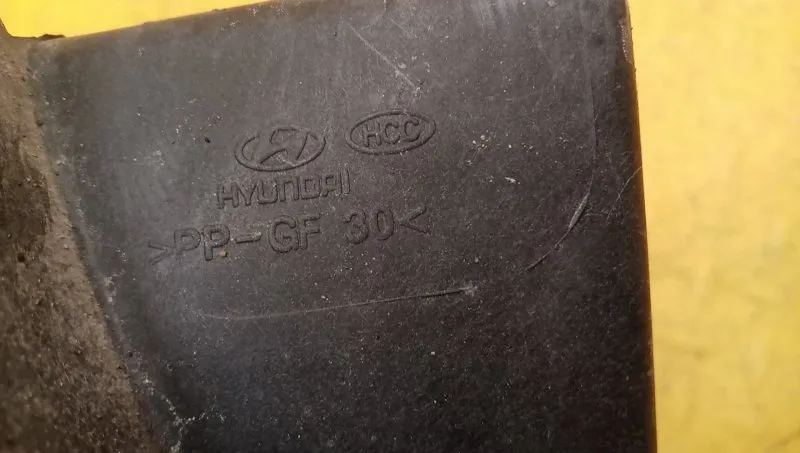 HCC
HYUNDAI
>PP-GF 30<